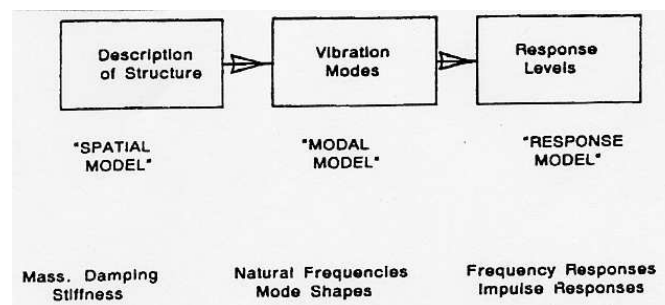 Description
of Structure
Vibration
Modes
Response
Levels
"SPATIAL
MODEL"
"MODAL
MODEL"
"RESPONSE
MODEL"
Mass. Damping
Stiffness
Natural Frequencies
Mode Shapes
Frequency Responses
Impulse Responses